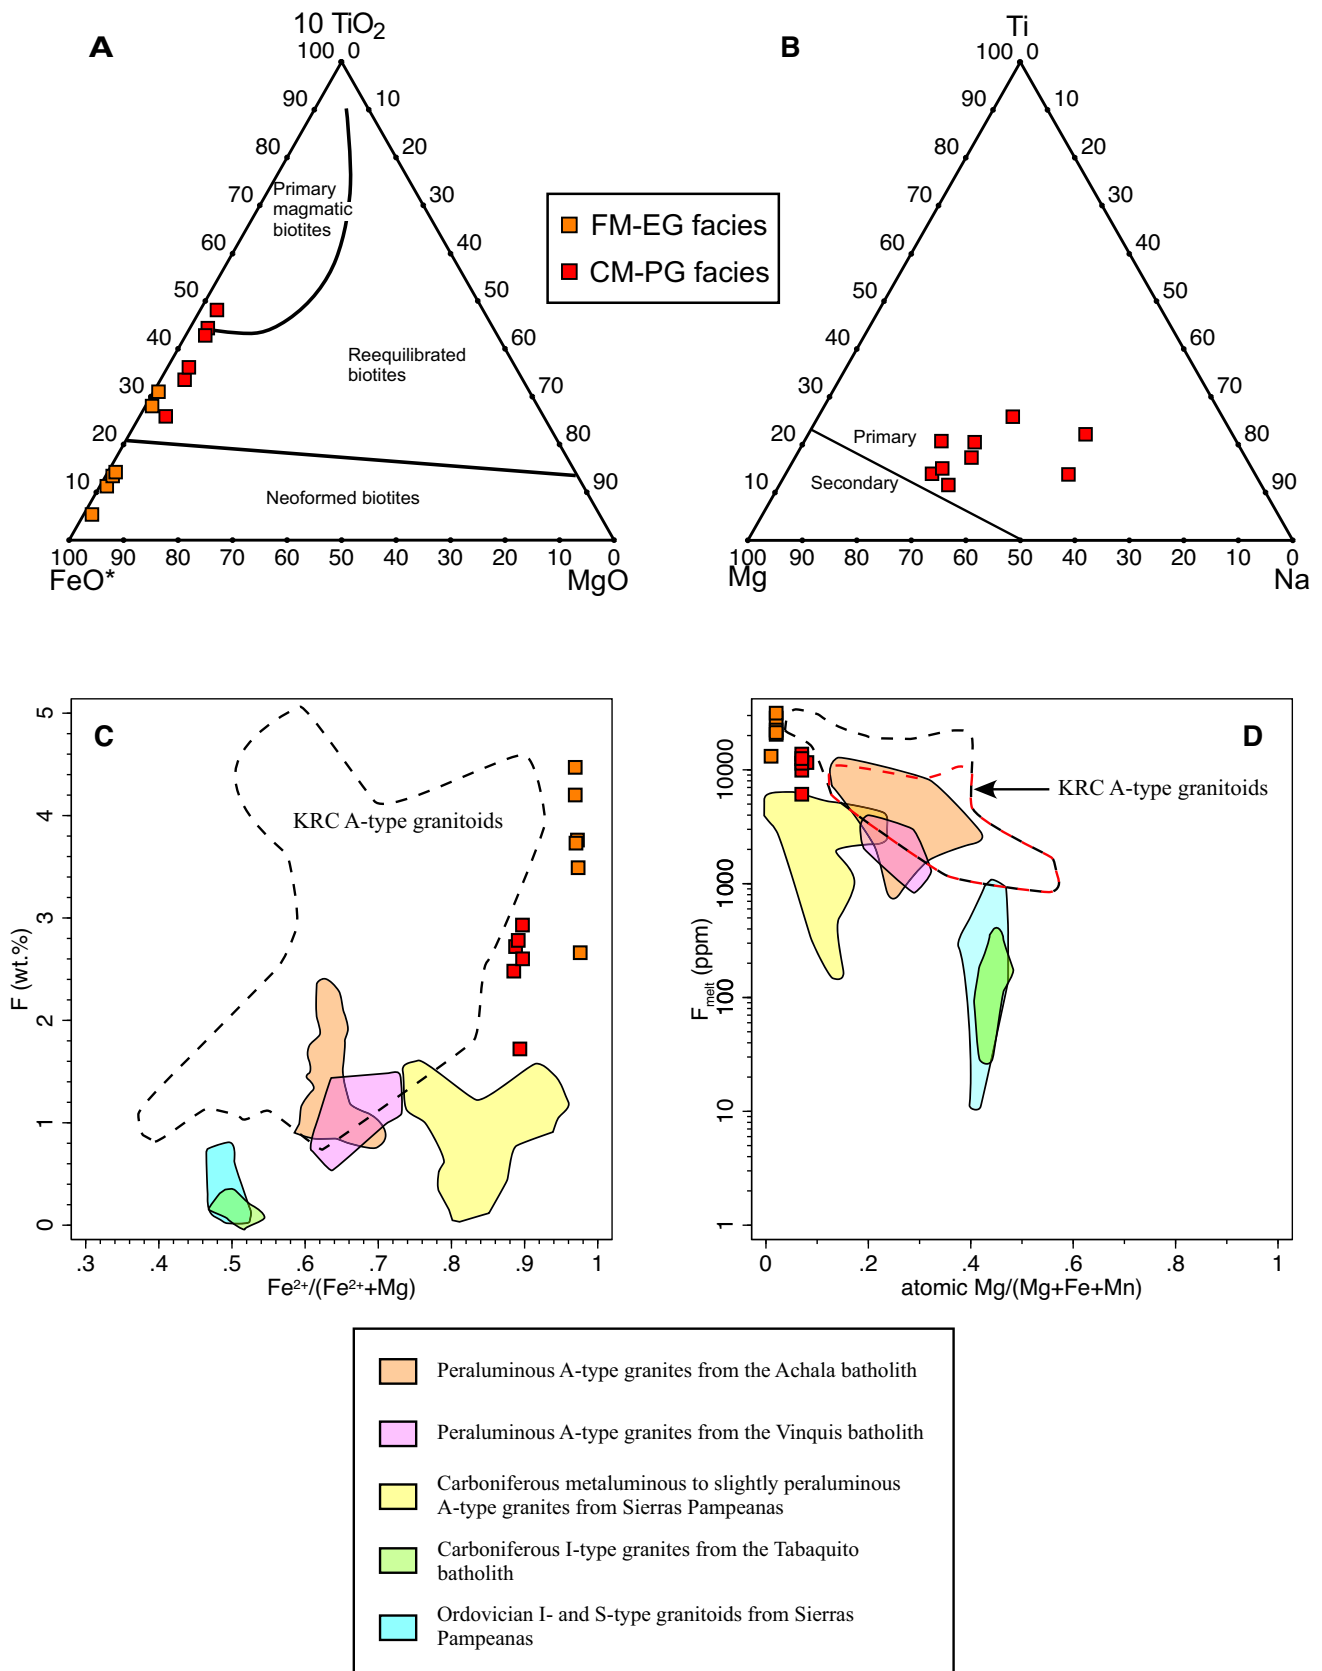 A
10 TiO2
100 0
90 10
80 20
70 30
60 40
50 50
40 60
30 70
20 80
10 90
Primary
magmatic
biotites
Reequilibrated
biotites
Neoformed biotites
100 90 80 70 60 50 40 30 20 10 0
FeO* MgO
FM-EG facies
CM-PG facies
B
Ti
100 0
90 10
80 20
70 30
60 40
50 50
40 60
30 70
20 80
10 90
Primary
Secondary
100 90 80 70 60 50 40 30 20 10 0
Mg Na
C
5
4
3
2
1
0
F (wt.%)
KRC A-type granitoids
.3 .4 .5 .6 .7 .8 .9 1
Fe²⁺/(Fe²⁺+Mg)
D
10000
1000
100
10
1
Fmelt (ppm)
KRC A-type granitoids
0 .2 .4 .6 .8 1
atomic Mg/(Mg+Fe+Mn)
Peraluminous A-type granites from the Achala batholith
Peraluminous A-type granites from the Vinquis batholith
Carboniferous metaluminous to slightly peraluminous
A-type granites from Sierras Pampeanas
Carboniferous I-type granites from the Tabaquito
batholith
Ordovician I- and S-type granitoids from Sierras
Pampeanas